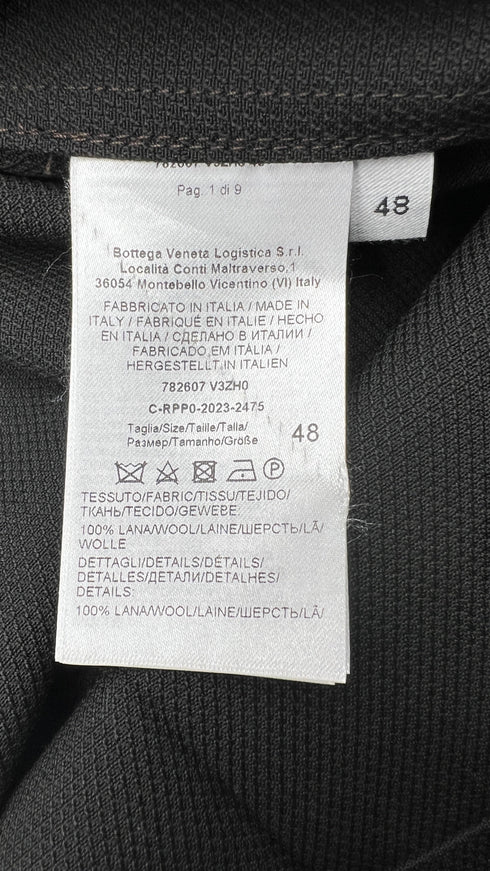 782607 V3ZH0 48
Pag. 1 di 9
48
Bottega Veneta Logistica S.r.l.
Località Conti Maltraverso,1
36054 Montebello Vicentino (VI) Italy
FABBRICATO IN ITALIA / MADE IN
ITALY / FABRIQUÉ EN ITALIE / HECHO
EN ITALIA / СДЕЛАНО В ИТАЛИИ /
FABRICADO EM ITÁLIA /
HERGESTELLT IN ITALIEN
782607 V3ZH0
C-RPP0-2023-2475
Taglia/Size/Taille/Talla/
Размер/Tamanho/Größe
48
TESSUTO/FABRIC/TISSU/TEJIDO/
ТКАНЬ/TECIDO/GEWEBE:
100% LANA/WOOL/LAINE/ШЕРСТЬ/LÃ/
WOLLE
DETTAGLI/DETAILS/DÉTAILS/
DETALLES/ДЕТАЛИ/DETALHES/
DETAILS:
100% LANA/WOOL/LAINE/ШЕРСТЬ/LÃ/